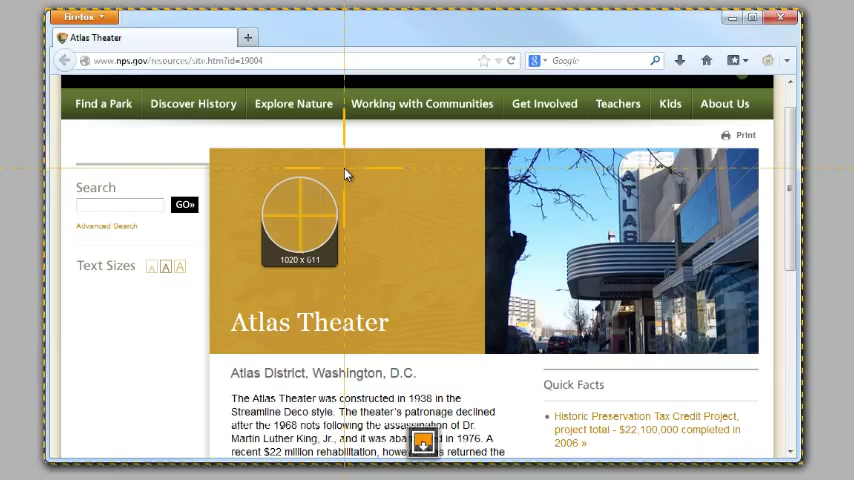 Firefox
Atlas Theater
www.nps.gov/resources/site.htm?id=19004
Google
Find a Park Discover History Explore Nature Working with Communities Get Involved Teachers Kids About Us
Print
Search
GO»
Advanced Search
Text Sizes A A A
1020 x 611
ATLAS
Atlas Theater
Atlas District, Washington, D.C.
The Atlas Theater was constructed in 1938 in the
Streamline Deco style. The theater's patronage declined
after the 1968 riots following the assassination of Dr.
Martin Luther King, Jr., and it was in 1976. A
recent $22 million rehabilitation, returned the
Quick Facts
Historic Preservation Tax Credit Project,
project total - $22,100,000 completed in
2006 »